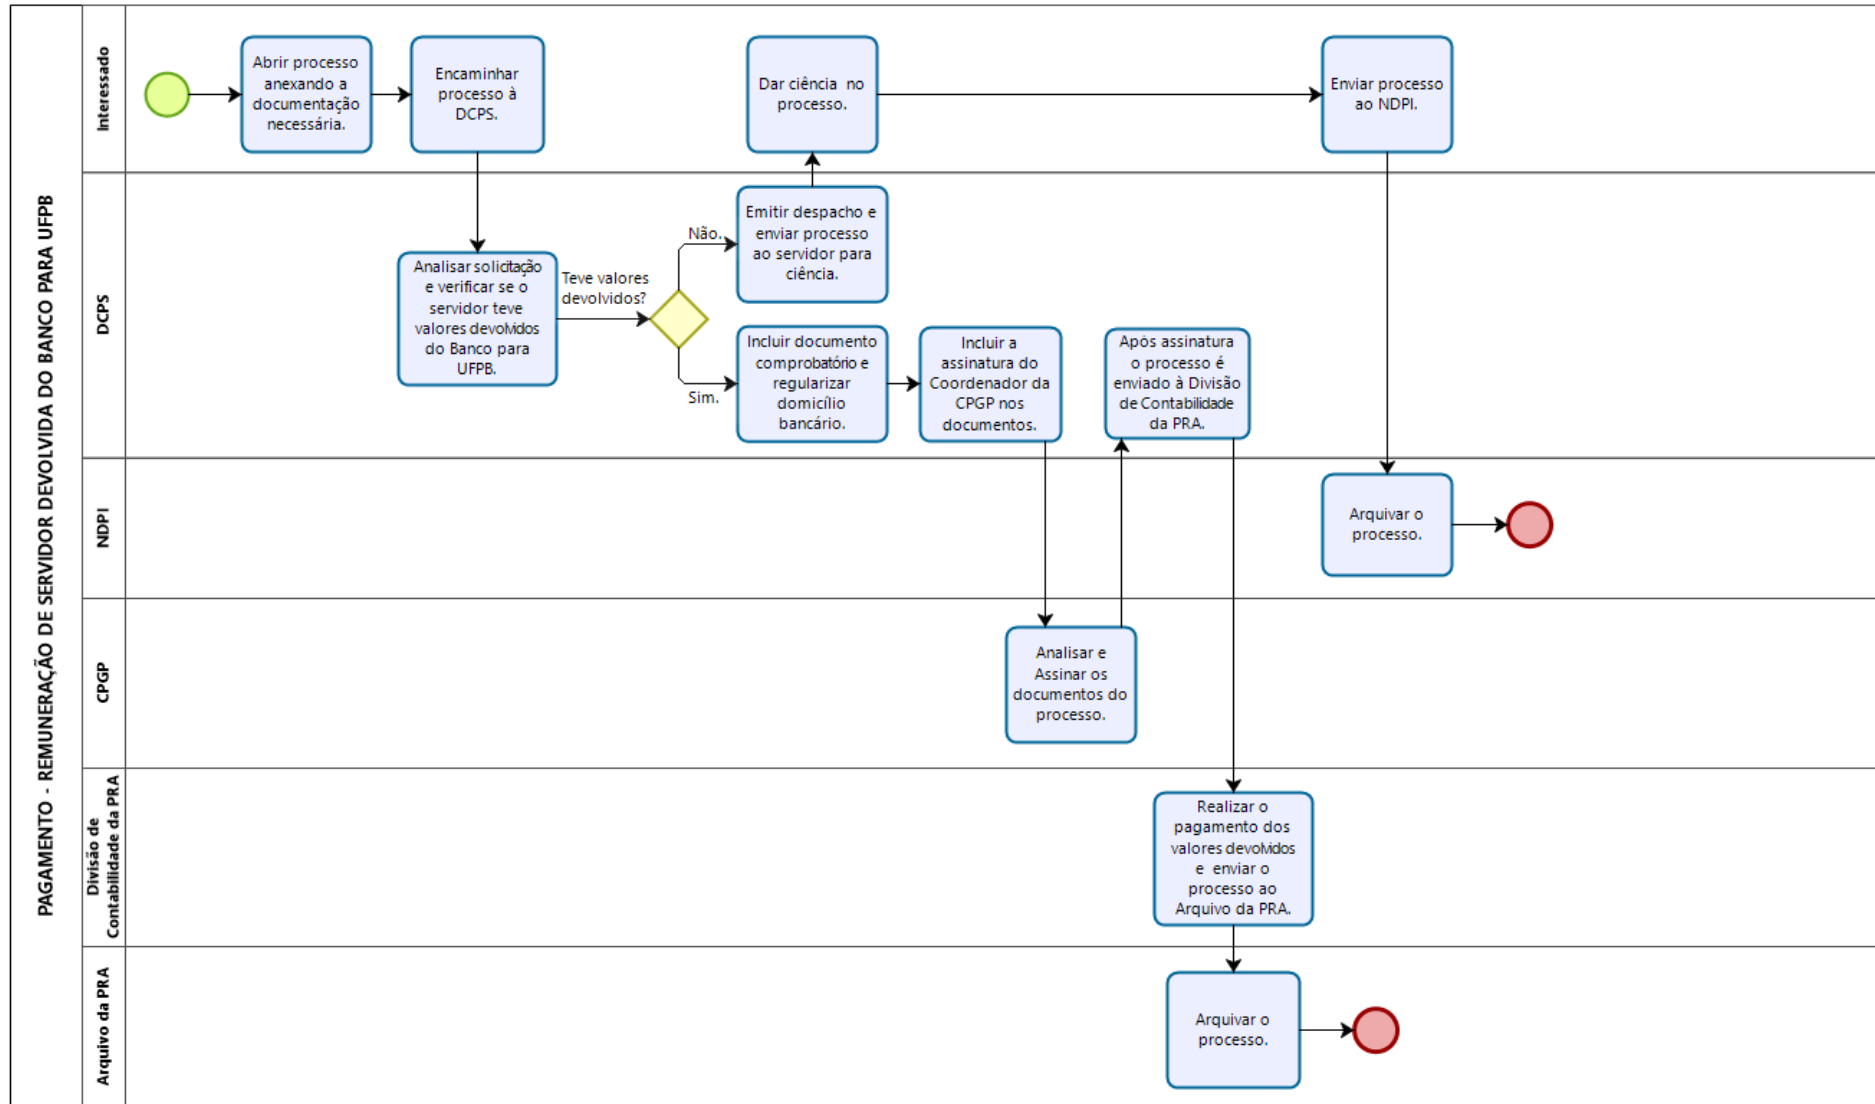 PAGAMENTO - REMUNERAÇÃO DE SERVIDOR DEVOLVIDA DO BANCO PARA UFPB
Interessado
Abrir processo
anexando a
documentação
necessária.
Encaminhar
processo à
DCPS.
Dar ciência no
processo.
Enviar processo
ao NDPI.
DCPS
Analisar solicitação
e verificar se o
servidor teve
valores devolvidos
do Banco para
UFPB.
Teve valores
devolvidos?
Não.
Emitir despacho e
enviar processo
ao servidor para
ciência.
Sim.
Incluir documento
comprobatório e
regularizar
domicílio
bancário.
Incluir a
assinatura do
Coordenador da
CPGP nos
documentos.
Após assinatura
o processo é
enviado à Divisão
de Contabilidade
da PRA.
NDPI
Arquivar o
processo.
CPGP
Analisar e
Assinar os
documentos do
processo.
Divisão de
Contabilidade da PRA
Realizar o
pagamento dos
valores devolvidos
e enviar o
processo ao
Arquivo da PRA.
Arquivo da PRA
Arquivar o
processo.